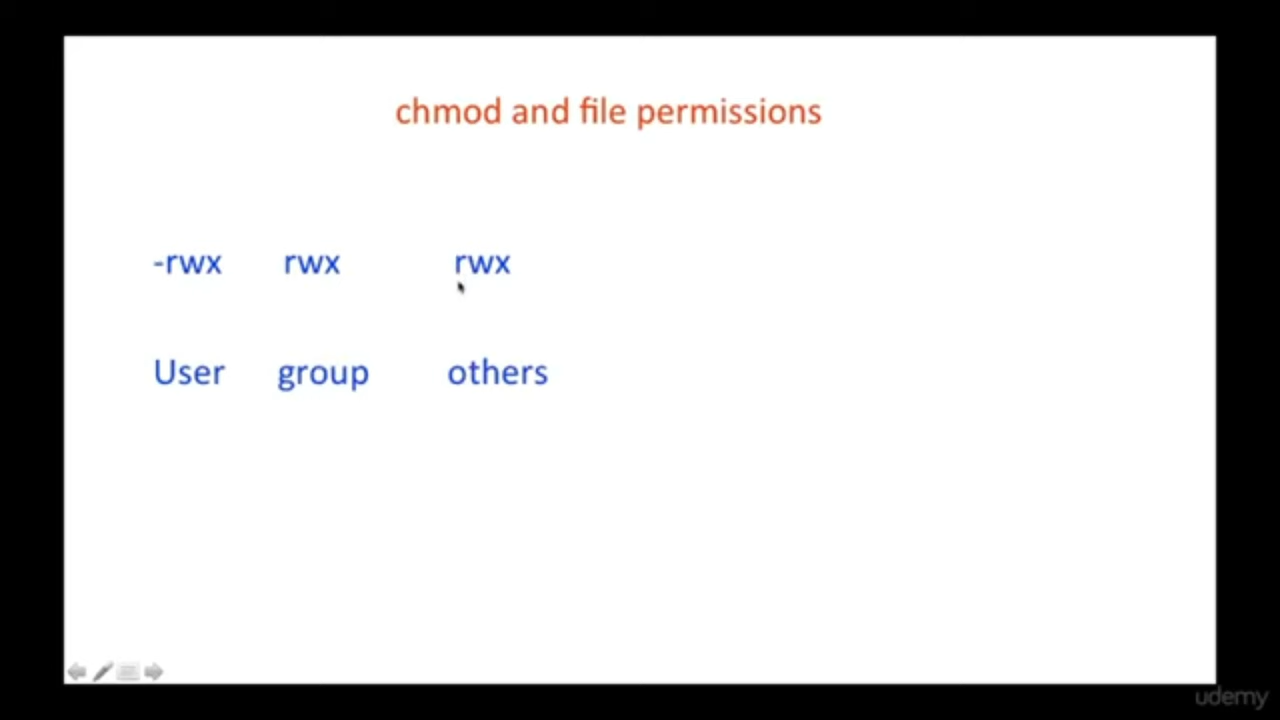 chmod and file permissions
-rwx rwx rwx
User group others
udemy